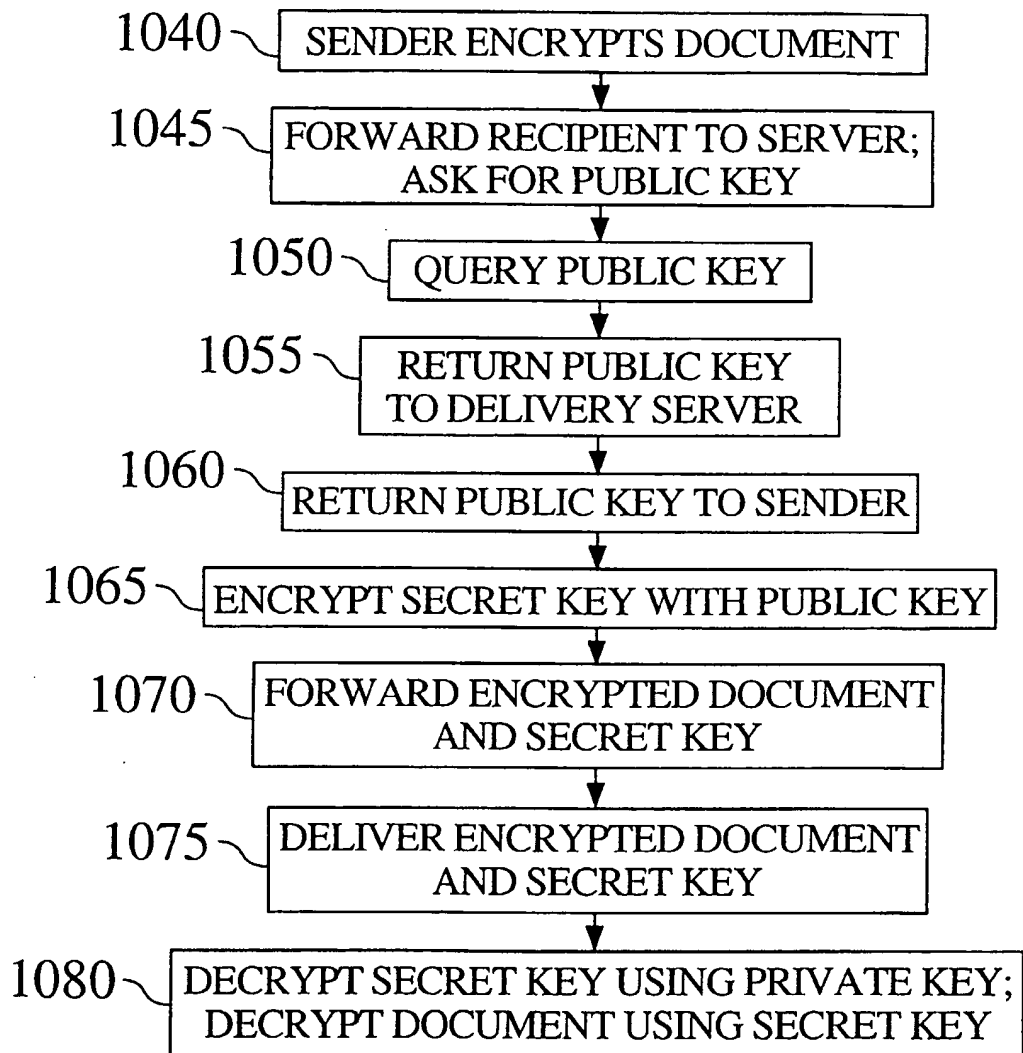 1040
SENDER ENCRYPTS DOCUMENT
1045
FORWARD RECIPIENT TO SERVER;
ASK FOR PUBLIC KEY
1050
QUERY PUBLIC KEY
1055
RETURN PUBLIC KEY
TO DELIVERY SERVER
1060
RETURN PUBLIC KEY TO SENDER
1065
ENCRYPT SECRET KEY WITH PUBLIC KEY
1070
FORWARD ENCRYPTED DOCUMENT
AND SECRET KEY
1075
DELIVER ENCRYPTED DOCUMENT
AND SECRET KEY
1080
DECRYPT SECRET KEY USING PRIVATE KEY;
DECRYPT DOCUMENT USING SECRET KEY